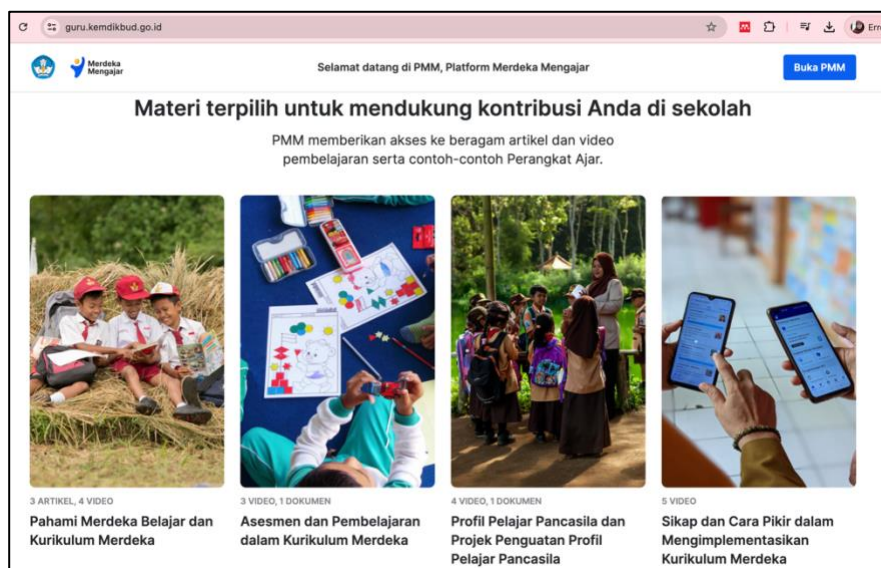 guru.kemdikbud.go.id
Erro
Merdeka
Mengajar
Selamat datang di PMM, Platform Merdeka Mengajar
Buka PMM
Materi terpilih untuk mendukung kontribusi Anda di sekolah
PMM memberikan akses ke beragam artikel dan video
pembelajaran serta contoh-contoh Perangkat Ajar.
3 ARTIKEL, 4 VIDEO
Pahami Merdeka Belajar dan
Kurikulum Merdeka
3 VIDEO, 1 DOKUMEN
Asesmen dan Pembelajaran
dalam Kurikulum Merdeka
4 VIDEO, 1 DOKUMEN
Profil Pelajar Pancasila dan
Projek Penguatan Profil
Pelajar Pancasila
5 VIDEO
Sikap dan Cara Pikir dalam
Mengimplementasikan
Kurikulum Merdeka